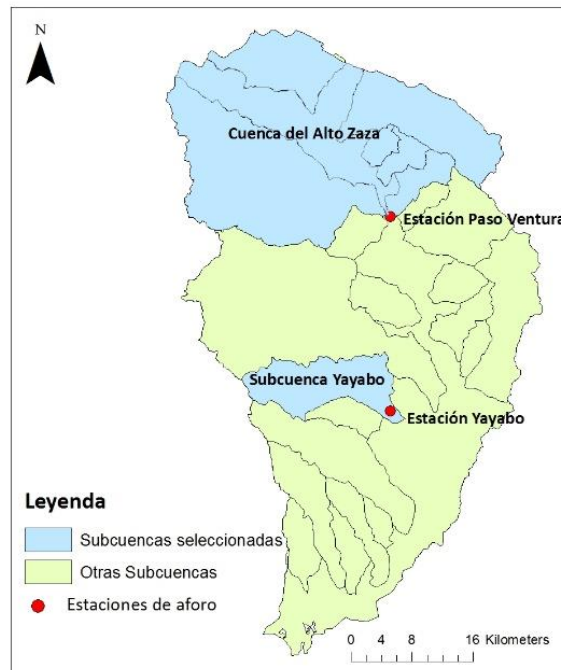 N
Cuenca del Alto Zaza
Estación Paso Ventura
Subcuenca Yayabo
Estación Yayabo
Leyenda
Subcuencas seleccionadas
Otras Subcuencas
Estaciones de aforo
0 4 8 16 Kilometers